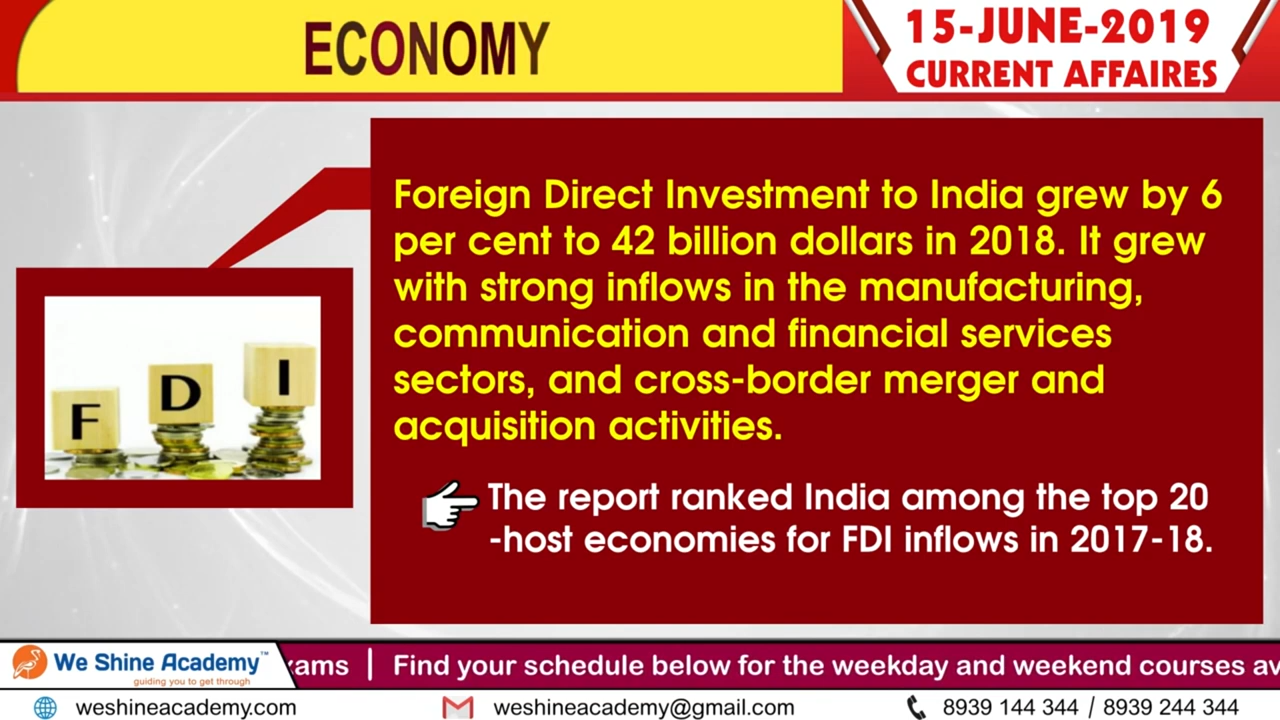 ECONOMY
15-JUNE-2019
CURRENT AFFAIRES
Foreign Direct Investment to India grew by 6
per cent to 42 billion dollars in 2018. It grew
with strong inflows in the manufacturing,
communication and financial services
sectors, and cross-border merger and
acquisition activities.
F D I
The report ranked India among the top 20
-host economies for FDI inflows in 2017-18.
We Shine Academy™
guiding you to get through
| Find your schedule below for the weekday and weekend courses
weshineacademy.com
weshineacademy@gmail.com
8939 144 344 / 8939 244 344